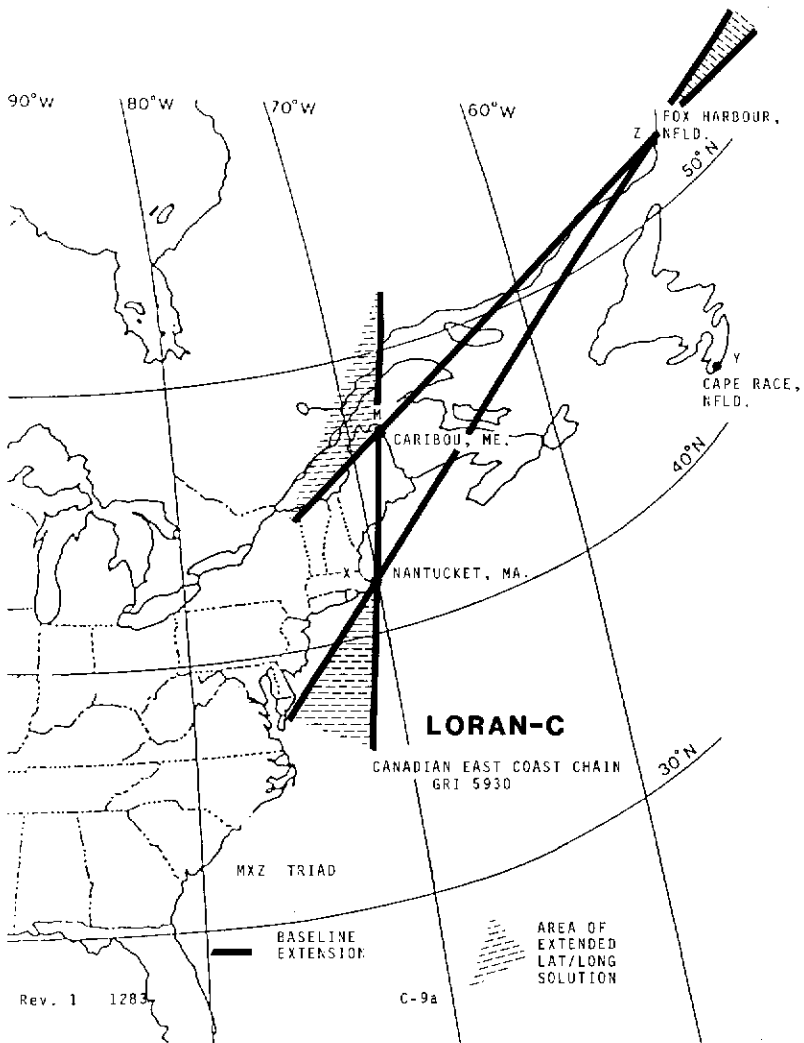 90°W
80°W
70°W
60°W
FOX HARBOUR,
Z NFLD.
50°N
Y
CAPE RACE,
NFLD.
M
CARIBOU, ME.
40°N
X
NANTUCKET, MA.
LORAN-C
CANADIAN EAST COAST CHAIN
GRI 5930
30°N
MXZ TRIAD
BASELINE
EXTENSION
AREA OF
EXTENDED
LAT/LONG
SOLUTION
Rev. 1 1283
C-9a